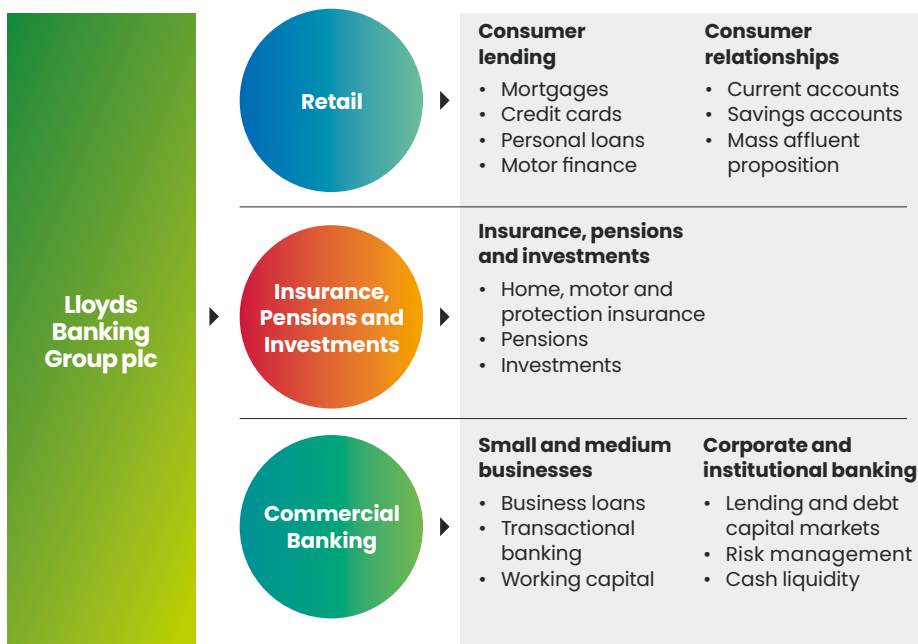 Lloyds
Banking
Group plc
Retail
Consumer
lending
• Mortgages
• Credit cards
• Personal loans
• Motor finance
Consumer
relationships
• Current accounts
• Savings accounts
• Mass affluent
proposition
Insurance,
Pensions and
Investments
Insurance, pensions
and investments
• Home, motor and
protection insurance
• Pensions
• Investments
Commercial
Banking
Small and medium
businesses
• Business loans
• Transactional
banking
• Working capital
Corporate and
institutional banking
• Lending and debt
capital markets
• Risk management
• Cash liquidity